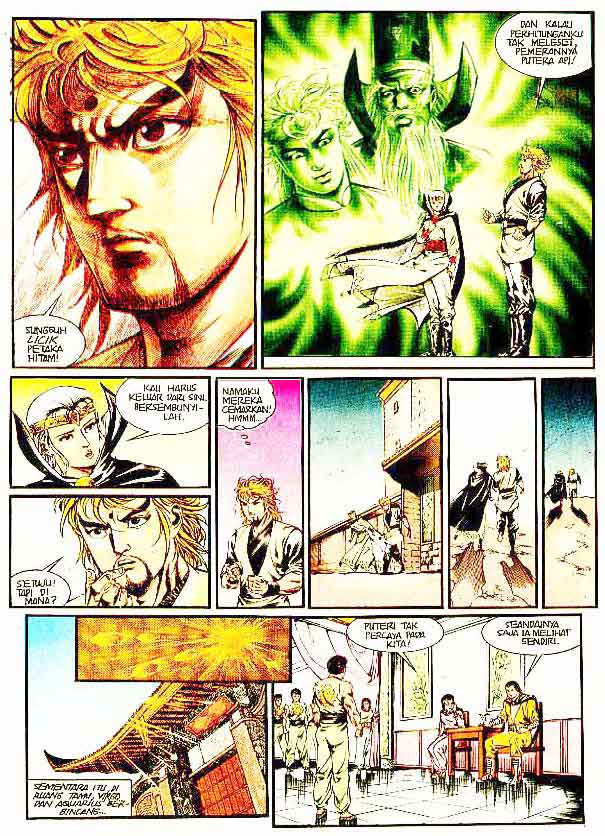 SUNGGUH
LICIK
PETAKA
HITAM!
DAN KALAU
PERHITUNGANKU
TAK MELESET,
PEMERANNYA
PUTERA API!
KAU HARUS
KELUAR DARI SINI.
BERSEMBUNYI-
LAH.
SETUJU!
TAPI DI
MANA?
NAMAKU
MEREKA
CEMARKAN!
HMMM...
SEMENTARA ITU, DI
RUANG TAMU, VIRGO
DAN AQUARIUS BER-
BINCANG...
PUTERI TAK
PERCAYA PADA
KITA!
SEANDAINYA
SAJA IA MELIHAT
SENDIRI.